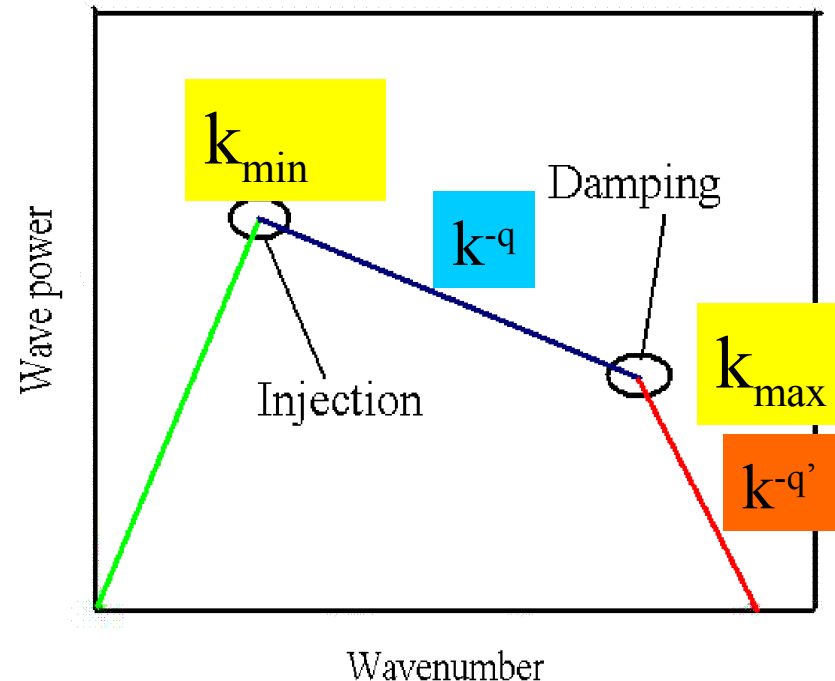 k_min
Damping
k^-q
k_max
Injection
k^-q’
Wave power
Wavenumber